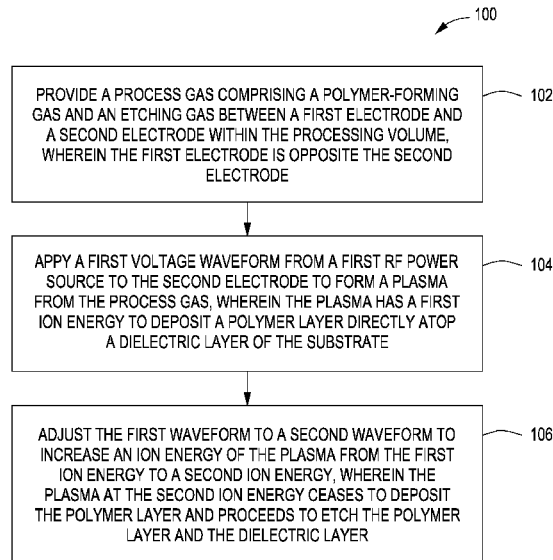 100
PROVIDE A PROCESS GAS COMPRISING A POLYMER-FORMING
GAS AND AN ETCHING GAS BETWEEN A FIRST ELECTRODE AND
A SECOND ELECTRODE WITHIN THE PROCESSING VOLUME,
WHEREIN THE FIRST ELECTRODE IS OPPOSITE THE SECOND
ELECTRODE
102
APPY A FIRST VOLTAGE WAVEFORM FROM A FIRST RF POWER
SOURCE TO THE SECOND ELECTRODE TO FORM A PLASMA
FROM THE PROCESS GAS, WHEREIN THE PLASMA HAS A FIRST
ION ENERGY TO DEPOSIT A POLYMER LAYER DIRECTLY ATOP
A DIELECTRIC LAYER OF THE SUBSTRATE
104
ADJUST THE FIRST WAVEFORM TO A SECOND WAVEFORM TO
INCREASE AN ION ENERGY OF THE PLASMA FROM THE FIRST
ION ENERGY TO A SECOND ION ENERGY, WHEREIN THE
PLASMA AT THE SECOND ION ENERGY CEASES TO DEPOSIT
THE POLYMER LAYER AND PROCEEDS TO ETCH THE POLYMER
LAYER AND THE DIELECTRIC LAYER
106